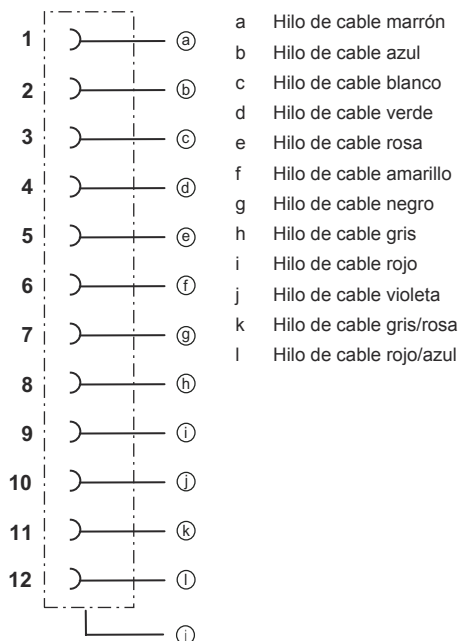 1 a
2 b
3 c
4 d
5 e
6 f
7 g
8 h
9 i
10 j
11 k
12 l
a Hilo de cable marrón
b Hilo de cable azul
c Hilo de cable blanco
d Hilo de cable verde
e Hilo de cable rosa
f Hilo de cable amarillo
g Hilo de cable negro
h Hilo de cable gris
i Hilo de cable rojo
j Hilo de cable violeta
k Hilo de cable gris/rosa
l Hilo de cable rojo/azul